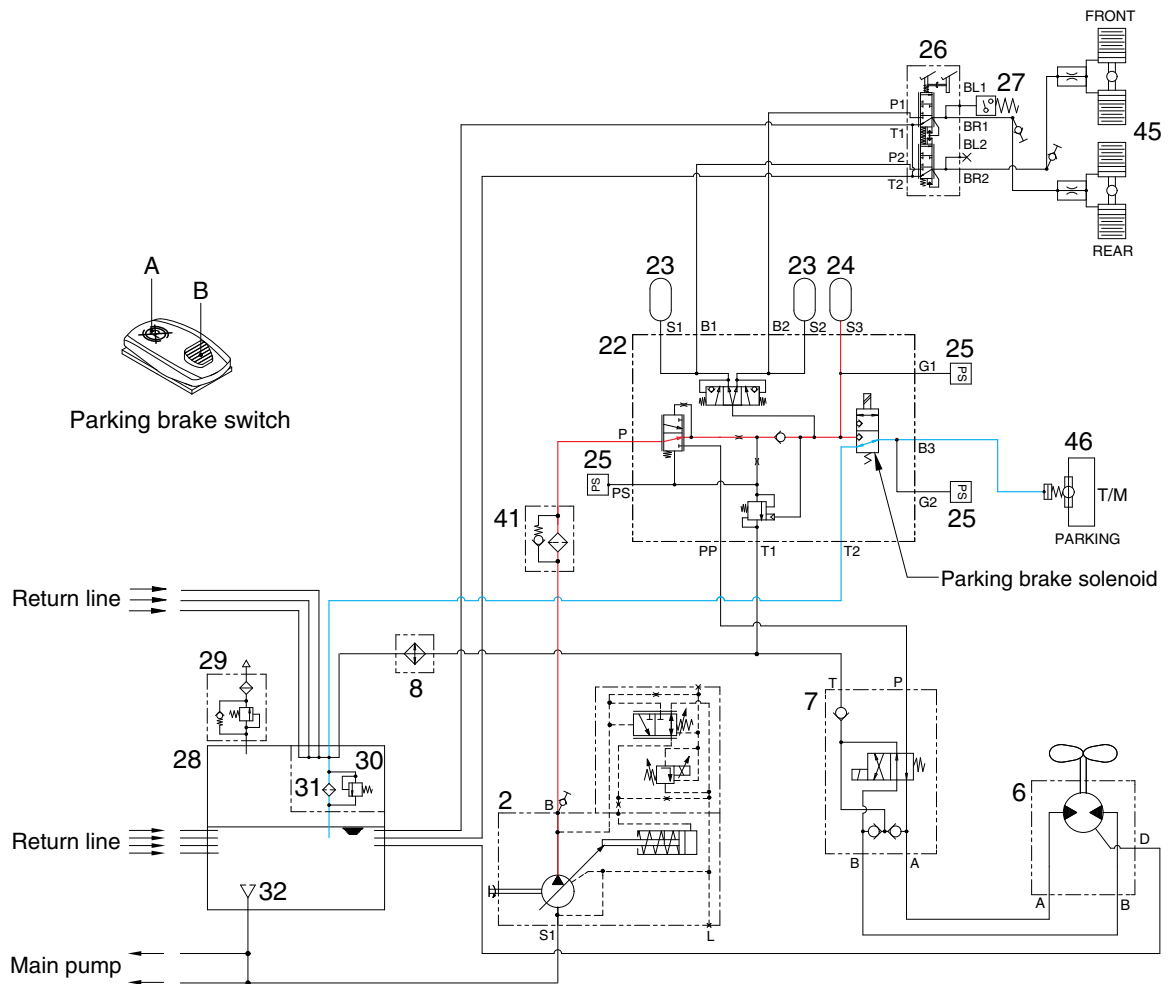 FRONT
26
BL1
27
P1
BR1
T1
45
BL2
P2
BR2
T2
REAR
A
B
Parking brake switch
23
23
24
S1
B1
B2
S2
S3
22
25
G1
PS
P
B3
46
25
PS
PS
T/M
G2
PS
25
41
PP
T1
T2
PARKING
Parking brake solenoid
Return line
29
8
T
P
7
28
30
31
2
B
6
Return line
D
B
A
32
A
B
S1
L
Main pump